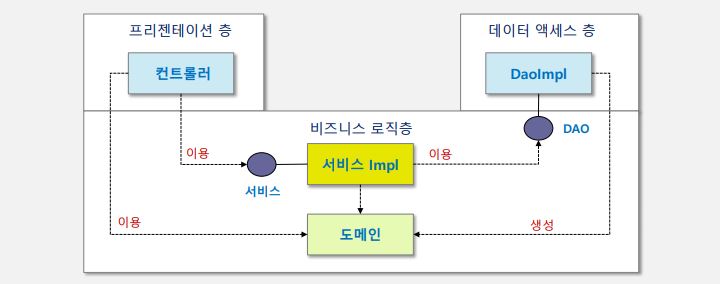 프리젠테이션 층
데이터 액세스 층
컨트롤러
DaoImpl
비즈니스 로직층
DAO
이용
서비스 Impl
이용
서비스
이용
도메인
생성